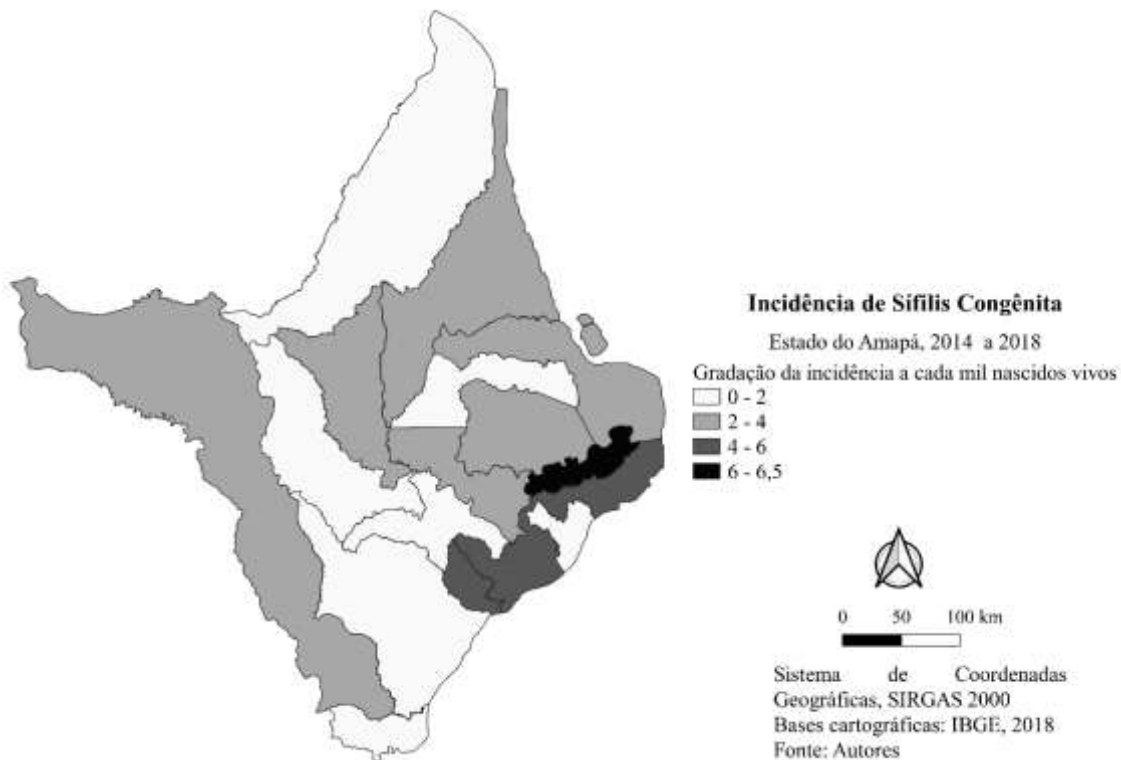 Incidência de Sífilis Congênita
Estado do Amapá, 2014 a 2018
Gradação da incidência a cada mil nascidos vivos
0 - 2
2 - 4
4 - 6
6 - 6,5
0 50 100 km
Sistema de Coordenadas
Geográficas, SIRGAS 2000
Bases cartográficas: IBGE, 2018
Fonte: Autores